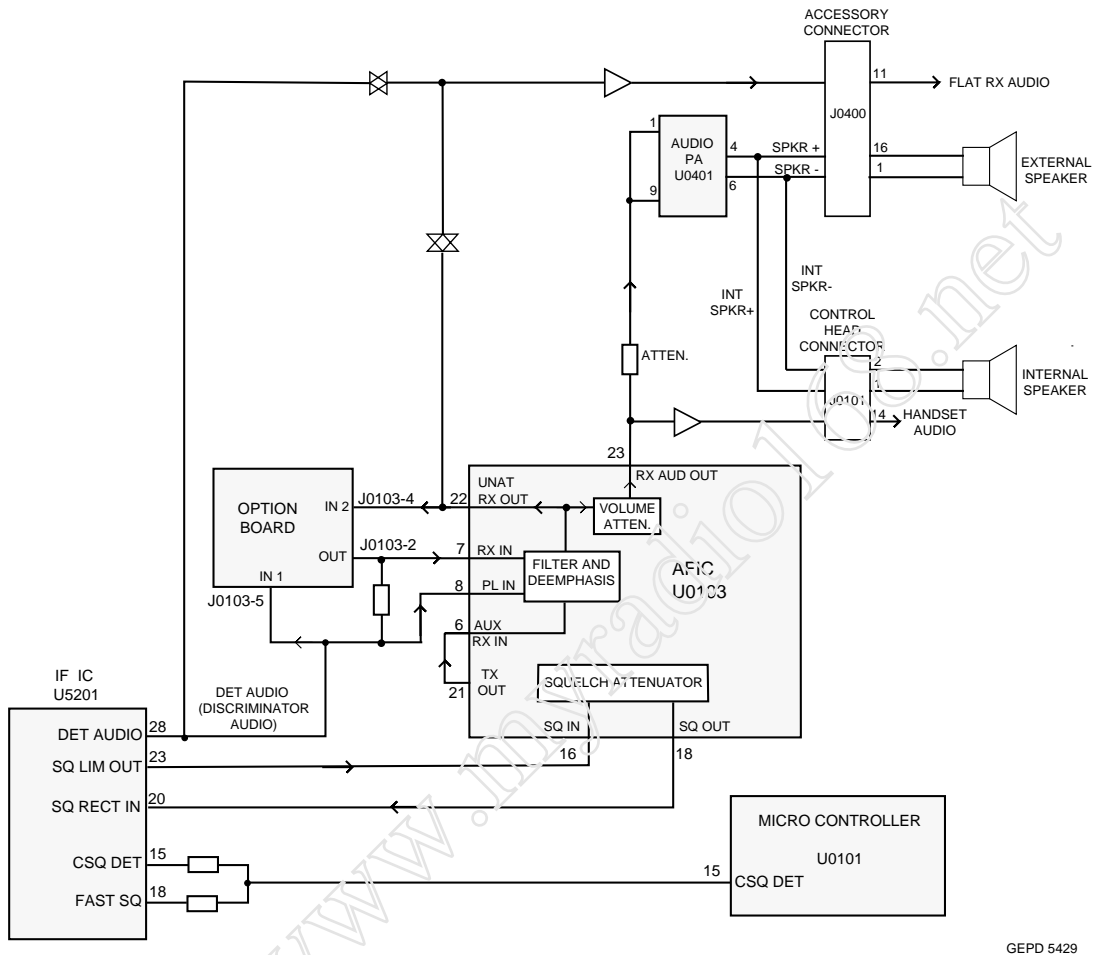 ACCESSORY
CONNECTOR
11
FLAT RX AUDIO
J0400
1
AUDIO
PA
U0401
4
SPKR +
16
EXTERNAL
SPEAKER
9
6
SPKR -
1
INT
SPKR+
INT
SPKR-
CONTROL
HEAD
CONNECTOR
ATTEN.
2
1
INTERNAL
SPEAKER
J0101
14
HANDSET
AUDIO
23
RX AUD OUT
OPTION
BOARD
IN 2
J0103-4
22
UNAT
RX OUT
VOLUME
ATTEN.
OUT
J0103-2
7
RX IN
FILTER AND
DEEMPHASIS
AFIC
U0103
IN 1
J0103-5
8
PL IN
6
AUX
RX IN
21
TX
OUT
SQUELCH ATTENUATOR
SQ IN
SQ OUT
16
18
IF IC
U5201
DET AUDIO
(DISCRIMINATOR
AUDIO)
DET AUDIO
28
SQ LIM OUT
23
SQ RECT IN
20
CSQ DET
15
FAST SQ
18
MICRO CONTROLLER
U0101
15
CSQ DET
GEPD 5429
www.myradio168.net